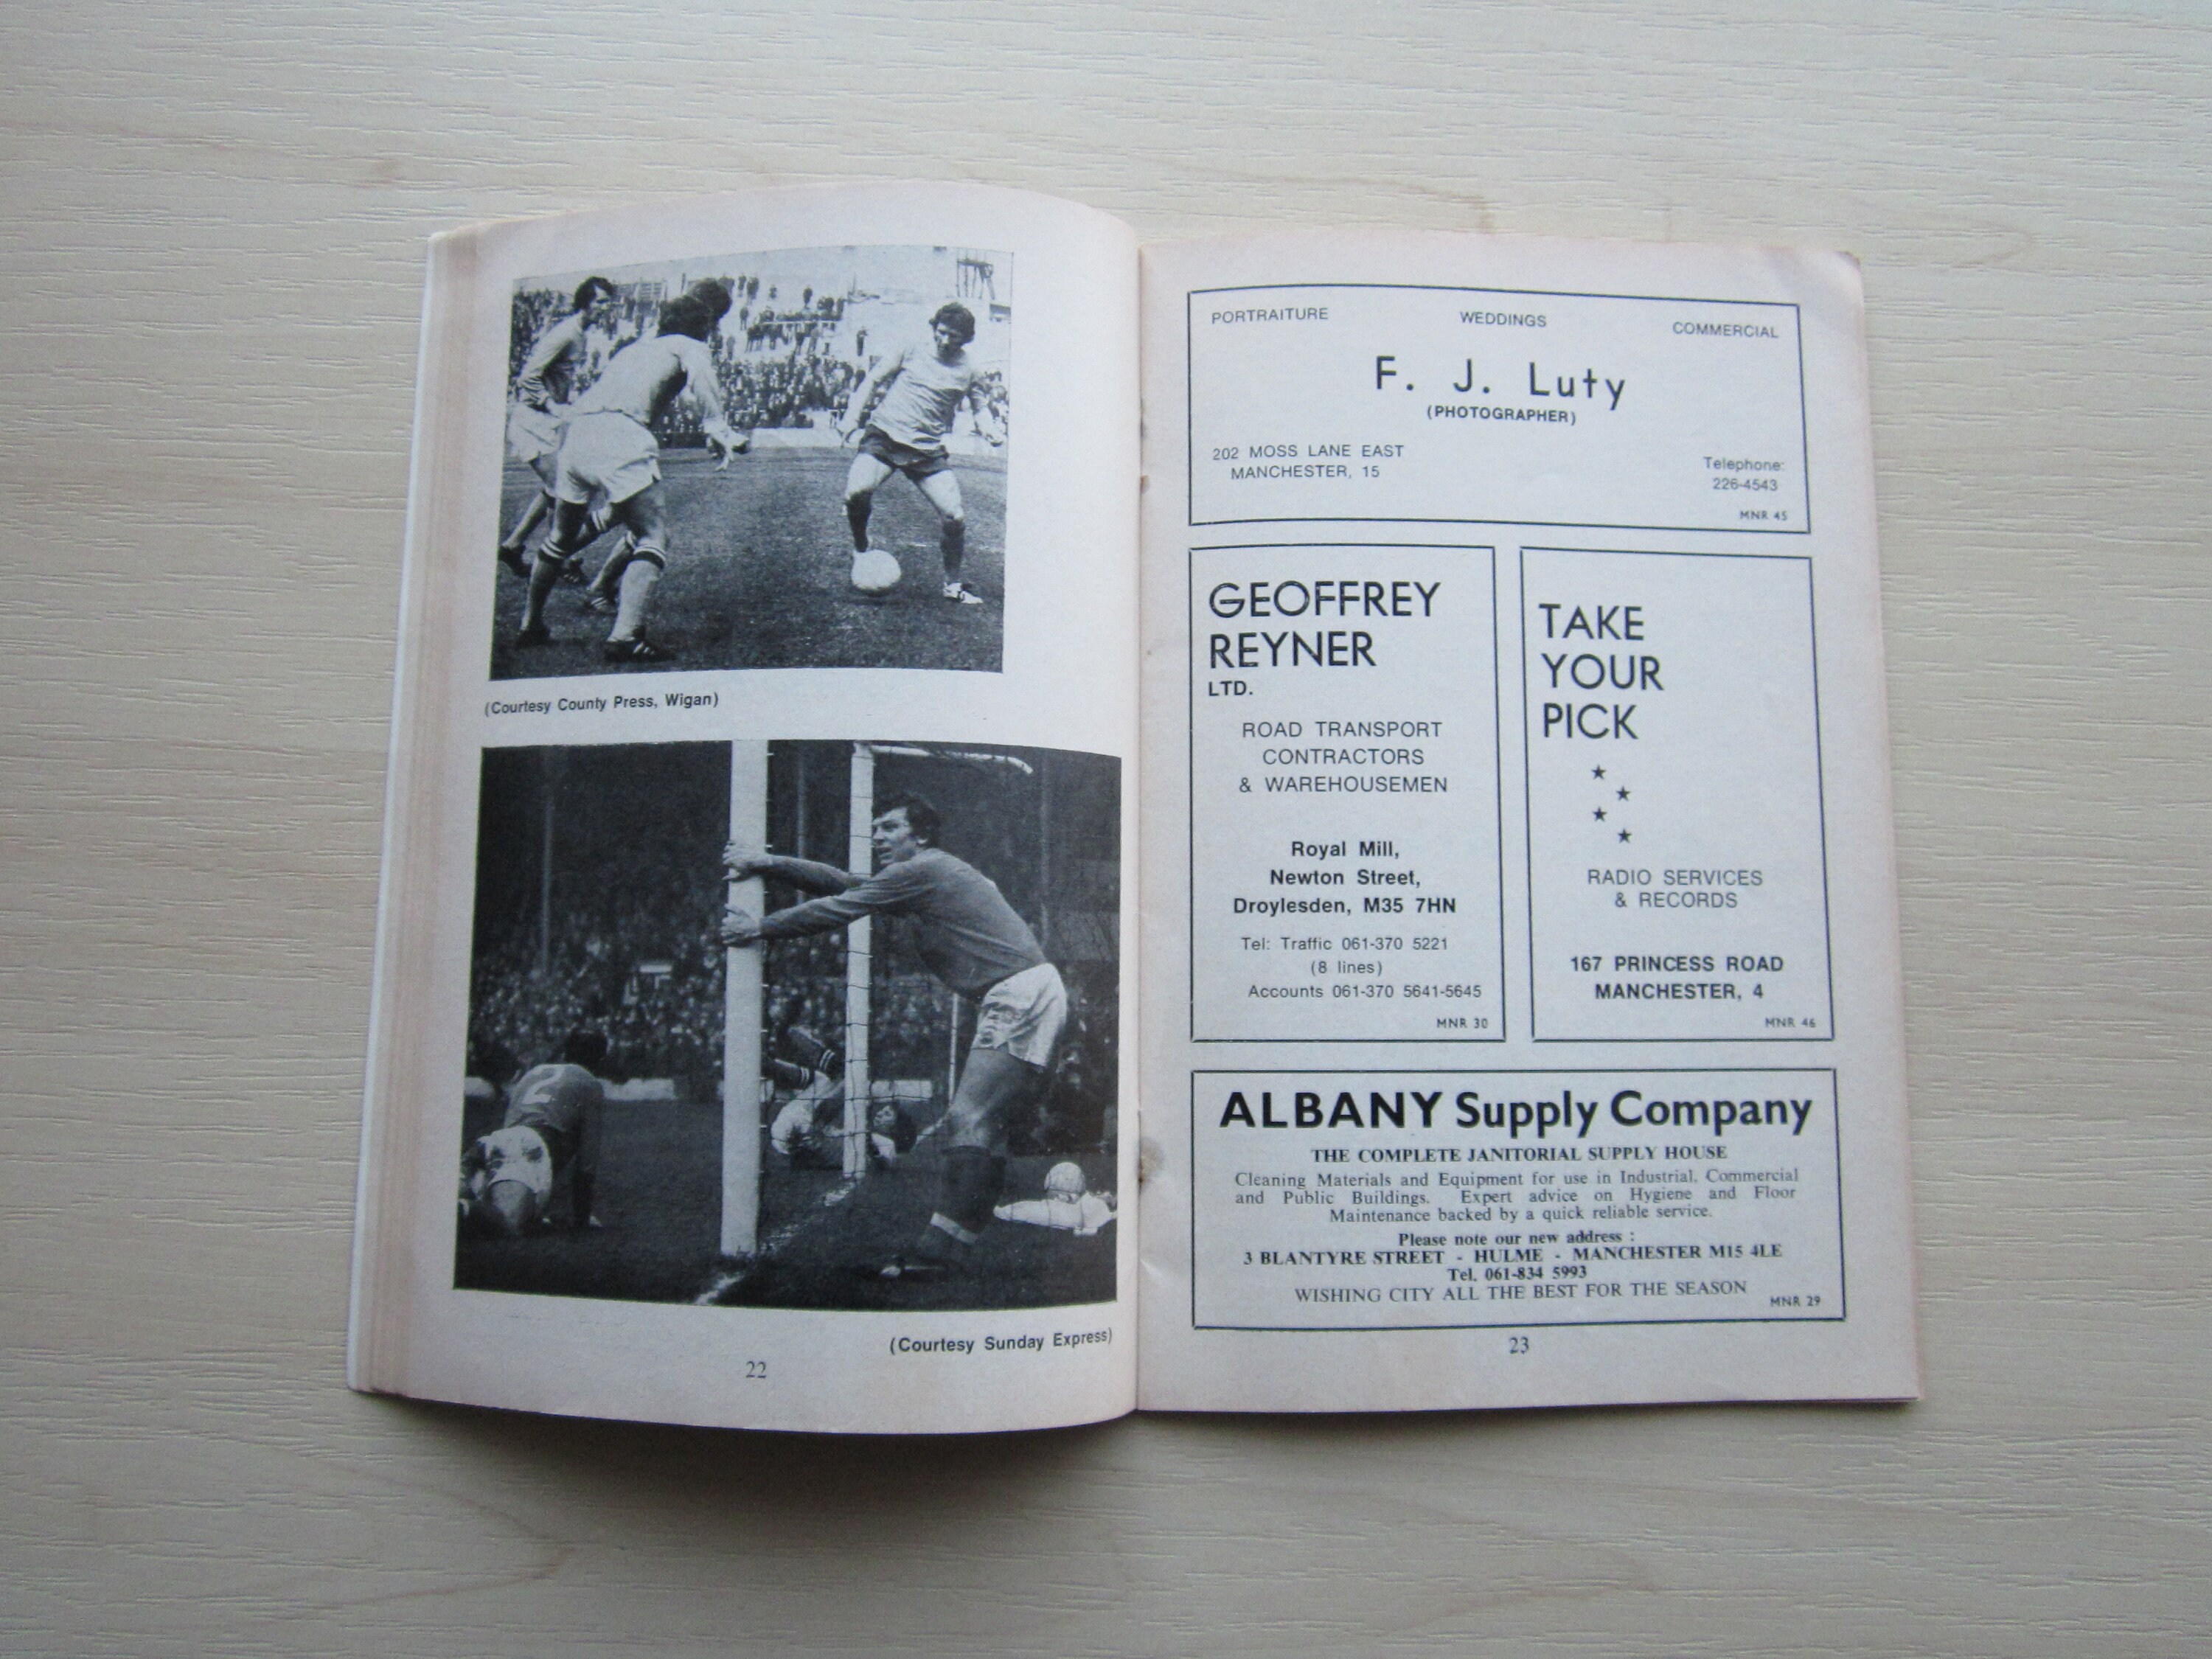 (Courtesy County Press, Wigan)
2
(Courtesy Sunday Express)
22
PORTRAITURE WEDDINGS COMMERCIAL
F. J. Luty
(PHOTOGRAPHER)
202 MOSS LANE EAST
MANCHESTER, 15
Telephone:
226-4543
MNR 45
GEOFFREY
REYNER
LTD.
ROAD TRANSPORT
CONTRACTORS
& WAREHOUSEMEN
Royal Mill,
Newton Street,
Droylesden, M35 7HN
Tel: Traffic 061-370 5221
(8 lines)
Accounts 061-370 5641-5645
MNR 30
TAKE
YOUR
PICK
RADIO SERVICES
& RECORDS
167 PRINCESS ROAD
MANCHESTER, 4
MNR 46
ALBANY Supply Company
THE COMPLETE JANITORIAL SUPPLY HOUSE
Cleaning Materials and Equipment for use in Industrial, Commercial
and Public Buildings. Expert advice on Hygiene and Floor
Maintenance backed by a quick reliable service.
Please note our new address :
3 BLANTYRE STREET - HULME - MANCHESTER M15 4LE
Tel. 061-834 5993
WISHING CITY ALL THE BEST FOR THE SEASON
MNR 29
23